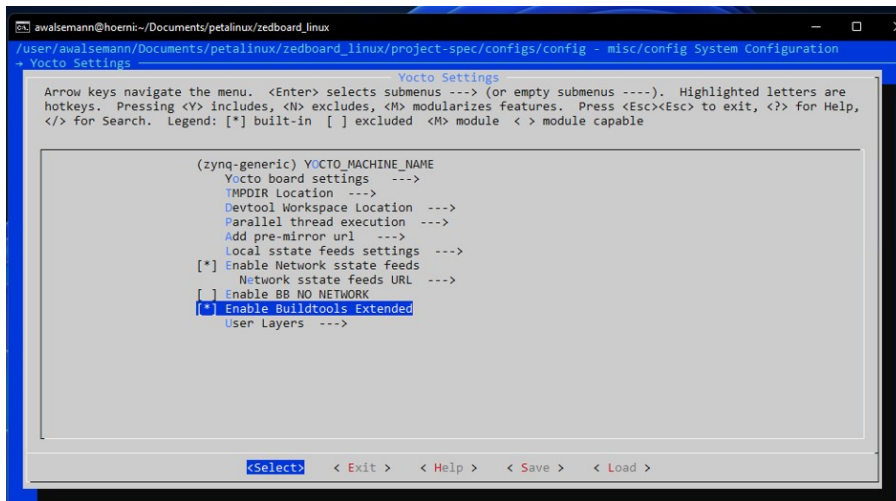 awalsemann@hoerni:~/Documents/petalinux/zedboard_linux
/user/awalsemann/Documents/petalinux/zedboard_linux/project-spec/configs/config - misc/config System Configuration
→ Yocto Settings
Yocto Settings
Arrow keys navigate the menu. <Enter> selects submenus ---> (or empty submenus ----). Highlighted letters are
hotkeys. Pressing <Y> includes, <N> excludes, <M> modularizes features. Press <Esc><Esc> to exit, <?> for Help,
</> for Search. Legend: [*] built-in [ ] excluded <M> module < > module capable
(zynq-generic) YOCTO_MACHINE_NAME
Yocto board settings --->
TMPDIR Location --->
Devtool Workspace Location --->
Parallel thread execution --->
Add pre-mirror url --->
Local sstate feeds settings --->
[*] Enable Network sstate feeds
Network sstate feeds URL --->
[ ] Enable BB NO NETWORK
[*] Enable Buildtools Extended
User Layers --->
<Select> < Exit > < Help > < Save > < Load >